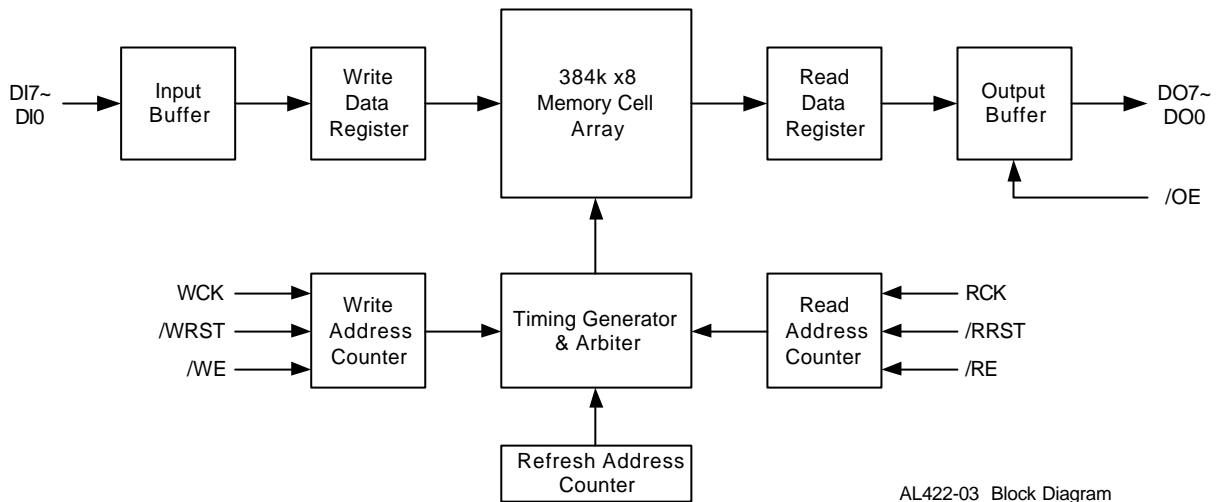 DI7~
DI0
Input
Buffer
Write
Data
Register
384k x8
Memory Cell
Array
Read
Data
Register
Output
Buffer
DO7~
DO0
/OE
WCK
/WRST
/WE
Write
Address
Counter
Timing Generator
& Arbiter
Read
Address
Counter
RCK
/RRST
/RE
Refresh Address
Counter
AL422-03 Block Diagram